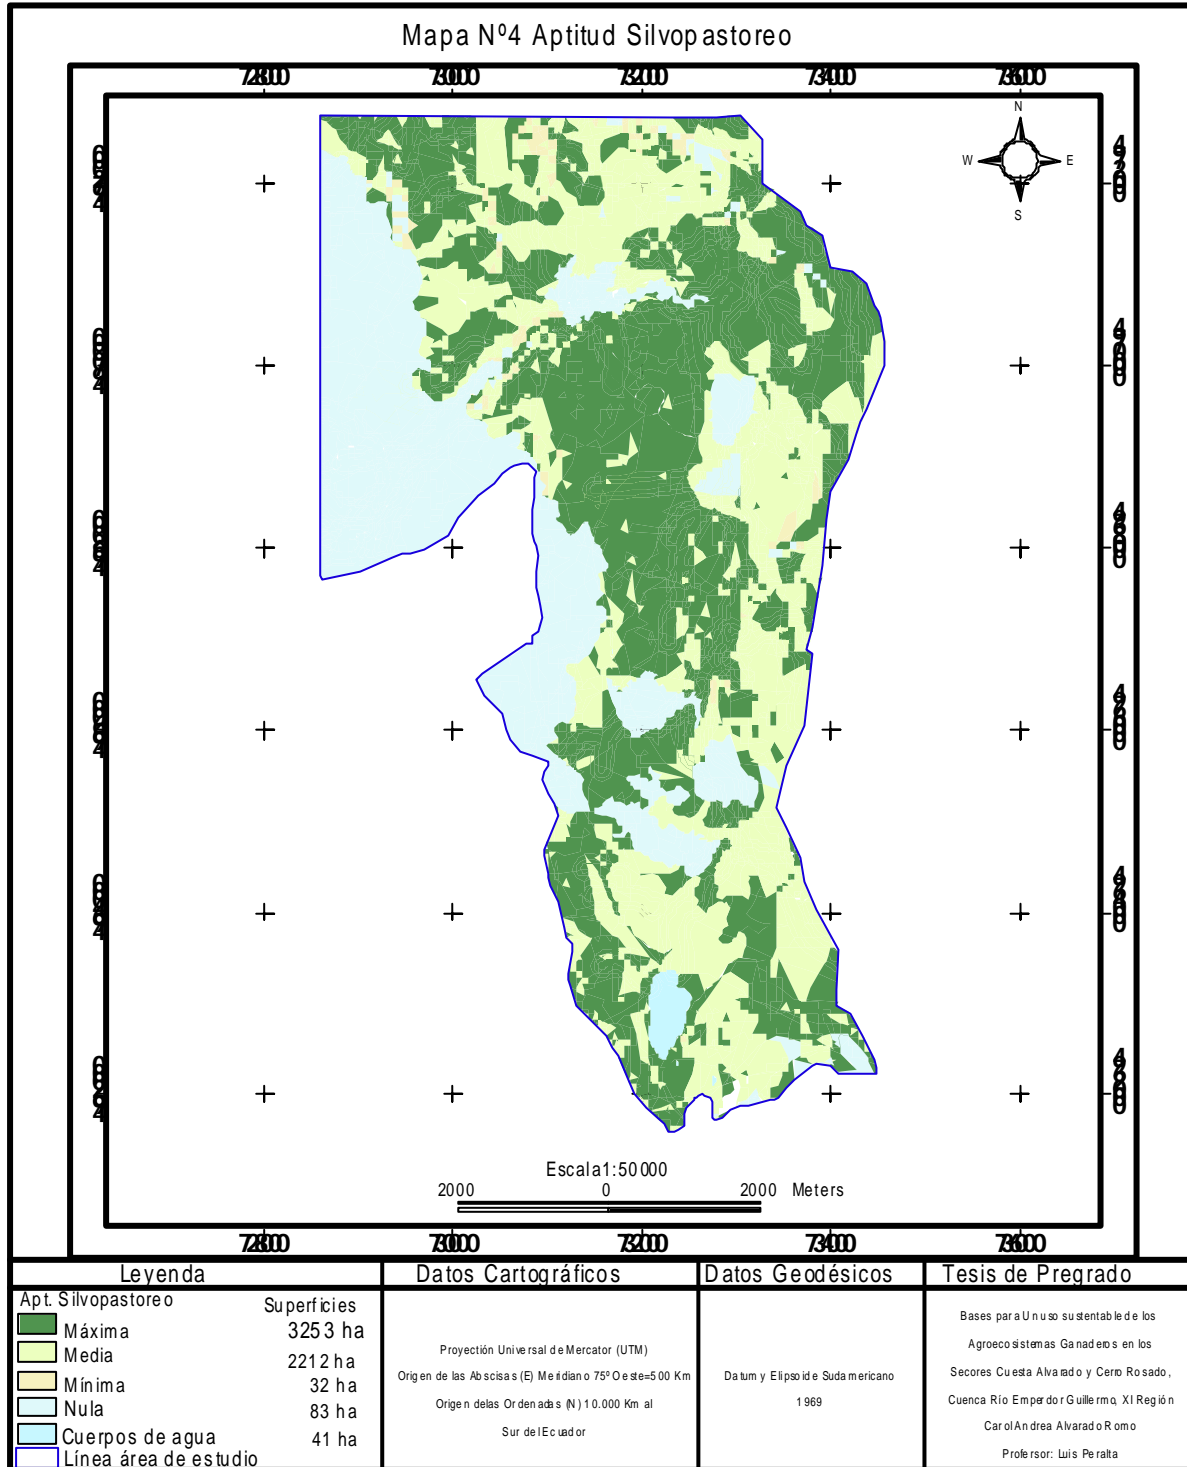 Mapa Nº4 Aptitud Silvopastoreo
N
W E
S
Escala1:50000
2000 0 2000 Meters
Leyenda
Apt. Silvopastoreo Superficies
Máxima 3253 ha
Media 2212 ha
Mínima 32 ha
Nula 83 ha
Cuerpos de agua 41 ha
Línea área de estudio
Datos Cartográficos
Proyección Universal de Mercator (UTM)
Origen de las Abscisas (E) Meridiano 75º Oeste=500 Km
Origen delas Ordenadas (N) 10.000 Km al
Sur del Ecuador
Datos Geodésicos
Datum y Elipsoide Sudamericano
1969
Tesis de Pregrado
Bases para Un uso sustentable de los
Agroecosistemas Ganaderos en los
Secores Cuesta Alvarado y Cerro Rosado,
Cuenca Río Emperdor Guillermo, XI Región
Carol Andrea Alvarado Romo
Profersor: Luis Peralta